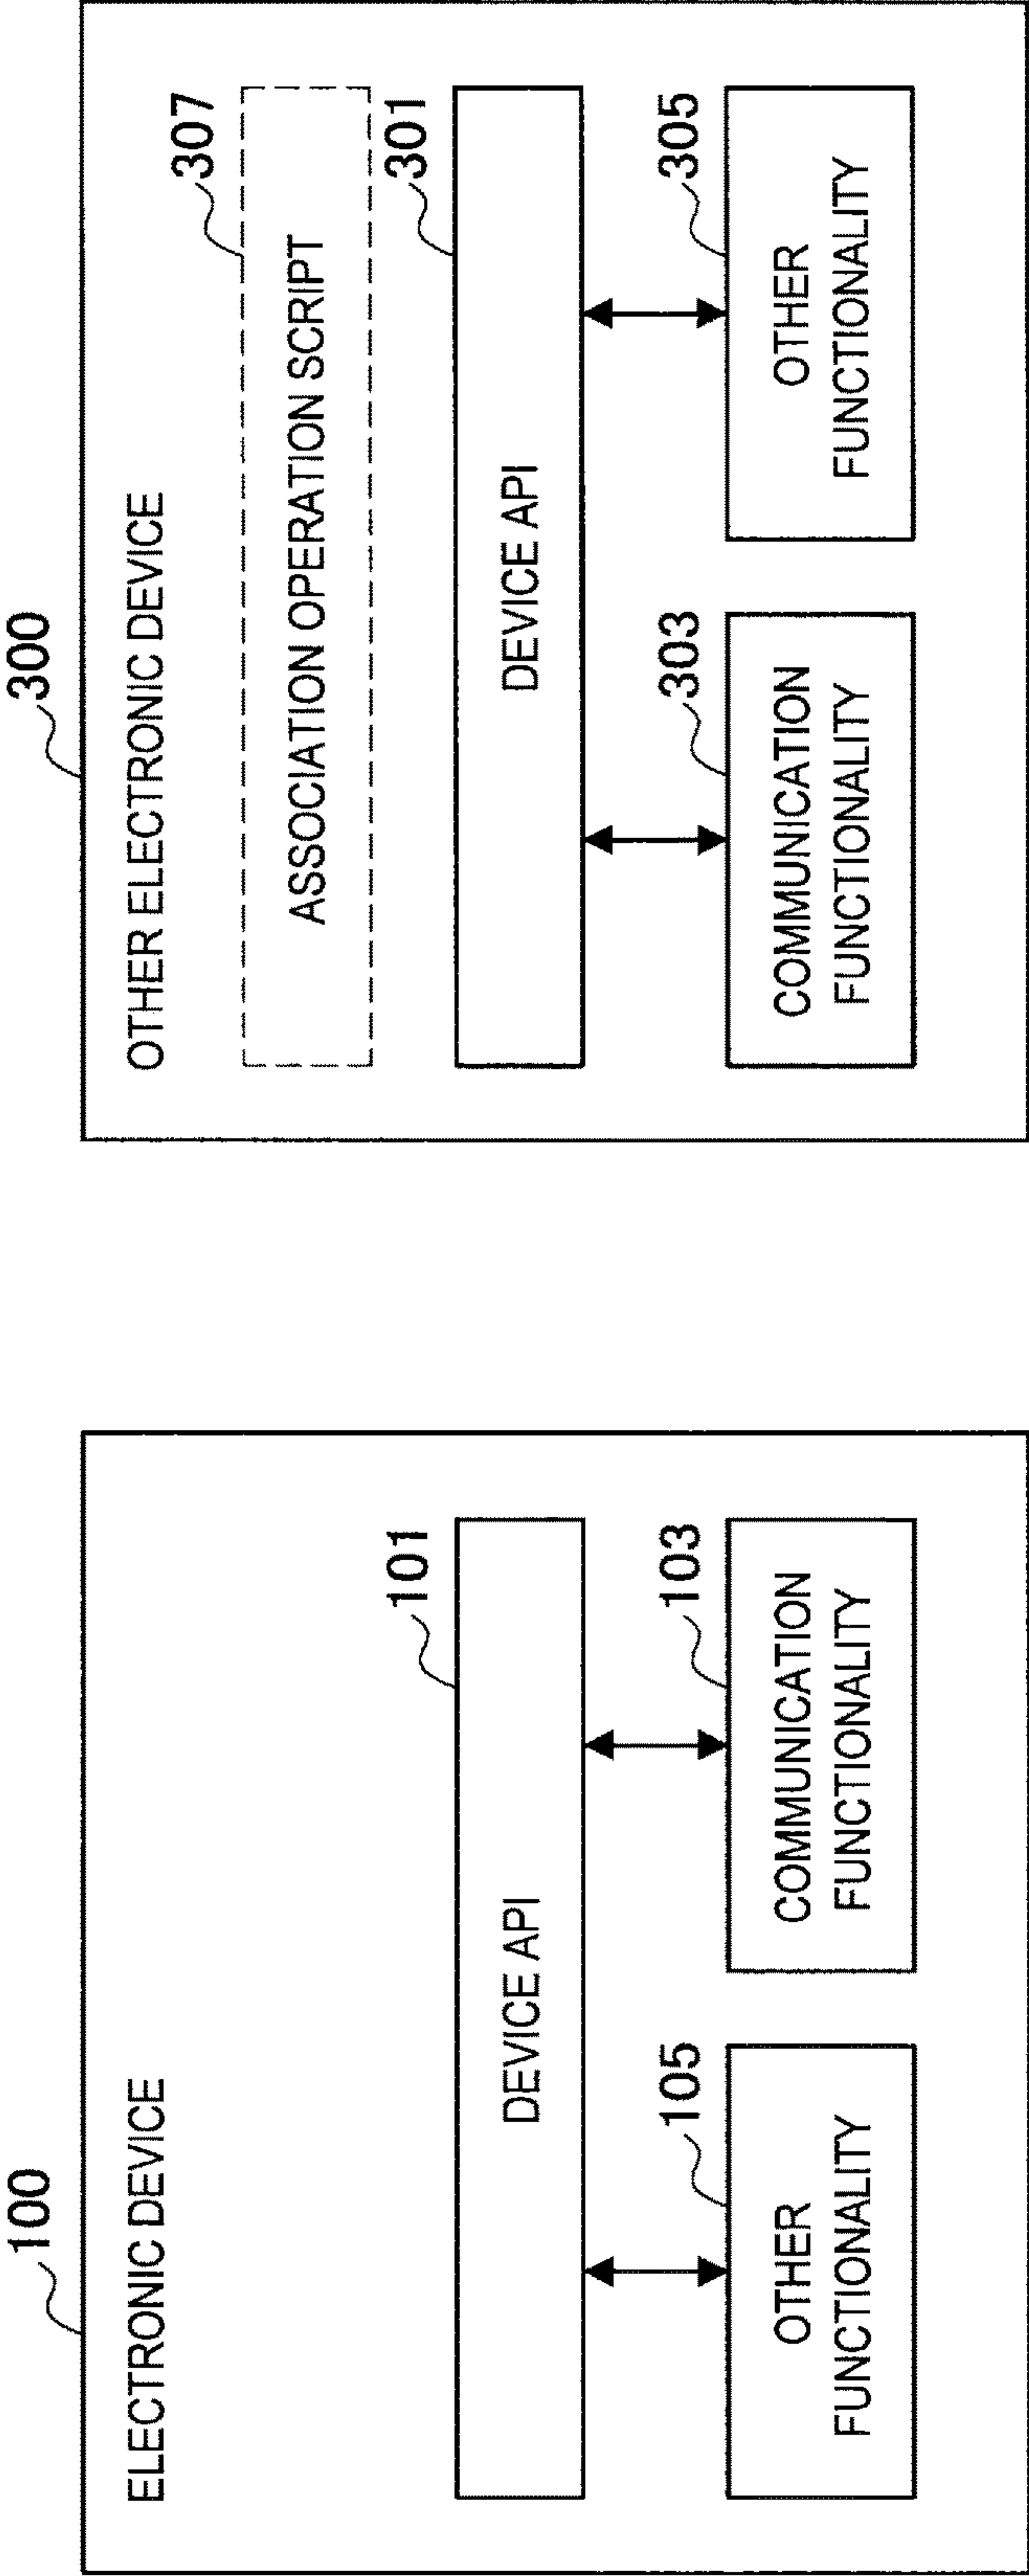 100
ELECTRONIC DEVICE
101
DEVICE API
105
OTHER
FUNCTIONALITY
103
COMMUNICATION
FUNCTIONALITY
300
OTHER ELECTRONIC DEVICE
307
ASSOCIATION OPERATION SCRIPT
301
DEVICE API
303
COMMUNICATION
FUNCTIONALITY
305
OTHER
FUNCTIONALITY